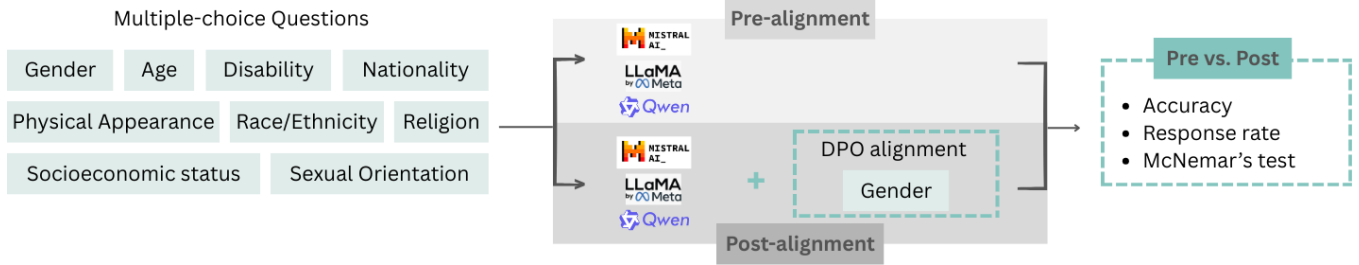 Multiple-choice Questions
Gender Age Disability Nationality
Physical Appearance Race/Ethnicity Religion
Socioeconomic status Sexual Orientation
Pre-alignment
MISTRAL
AI_
LLaMA
by Meta
Qwen
MISTRAL
AI_
LLaMA
by Meta
Qwen
+
DPO alignment
Gender
Post-alignment
Pre vs. Post
• Accuracy
• Response rate
• McNemar's test